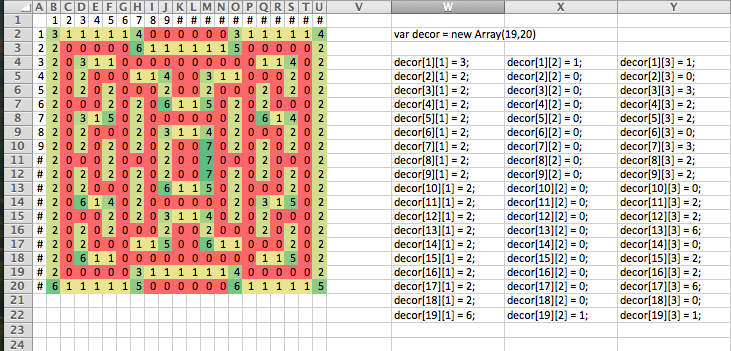 A B C D E F G H I J K L M N O P Q R S T U V W X Y
1 1 2 3 4 5 6 7 8 9 # # # # # # # # # # #
2 1 3 1 1 1 1 1 4 0 0 0 0 0 0 3 1 1 1 1 1 4 var decor = new Array(19,20)
3 2 2 0 0 0 0 0 6 1 1 1 1 1 1 5 0 0 0 0 0 2
4 3 2 0 3 1 1 0 0 0 0 0 0 0 0 0 0 1 1 4 0 2 decor[1][1] = 3; decor[1][2] = 1; decor[1][3] = 1;
5 4 2 0 2 0 0 0 1 1 4 0 0 3 1 1 0 0 0 2 0 2 decor[2][1] = 2; decor[2][2] = 0; decor[2][3] = 0;
6 5 2 0 2 0 2 0 0 0 2 0 0 2 0 0 0 2 0 2 0 2 decor[3][1] = 2; decor[3][2] = 0; decor[3][3] = 3;
7 6 2 0 0 0 2 0 2 0 6 1 1 5 0 2 0 2 0 0 0 2 decor[4][1] = 2; decor[4][2] = 0; decor[4][3] = 2;
8 7 2 0 3 1 5 0 2 0 0 0 0 0 0 2 0 6 1 4 0 2 decor[5][1] = 2; decor[5][2] = 0; decor[5][3] = 2;
9 8 2 0 2 0 0 0 2 0 3 1 1 4 0 2 0 0 0 2 0 2 decor[6][1] = 2; decor[6][2] = 0; decor[6][3] = 0;
10 9 2 0 2 0 2 0 2 0 2 0 0 7 0 2 0 2 0 2 0 2 decor[7][1] = 2; decor[7][2] = 0; decor[7][3] = 3;
11 # 2 0 0 0 2 0 0 0 2 0 0 7 0 0 0 2 0 0 0 2 decor[8][1] = 2; decor[8][2] = 0; decor[8][3] = 2;
12 # 2 0 2 0 2 0 2 0 2 0 0 7 0 2 0 2 0 2 0 2 decor[9][1] = 2; decor[9][2] = 0; decor[9][3] = 2;
13 # 2 0 2 0 0 0 2 0 6 1 1 5 0 2 0 0 0 2 0 2 decor[10][1] = 2; decor[10][2] = 0; decor[10][3] = 0;
14 # 2 0 6 1 4 0 2 0 0 0 0 0 0 2 0 3 1 5 0 2 decor[11][1] = 2; decor[11][2] = 0; decor[11][3] = 2;
15 # 2 0 0 0 2 0 2 0 3 1 1 4 0 2 0 2 0 0 0 2 decor[12][1] = 2; decor[12][2] = 0; decor[12][3] = 2;
16 # 2 0 2 0 2 0 0 0 2 0 0 2 0 0 0 2 0 2 0 2 decor[13][1] = 2; decor[13][2] = 0; decor[13][3] = 6;
17 # 2 0 2 0 0 0 1 1 5 0 0 6 1 1 0 0 0 2 0 2 decor[14][1] = 2; decor[14][2] = 0; decor[14][3] = 0;
18 # 2 0 6 1 1 0 0 0 0 0 0 0 0 0 0 1 1 5 0 2 decor[15][1] = 2; decor[15][2] = 0; decor[15][3] = 2;
19 # 2 0 0 0 0 0 3 1 1 1 1 1 1 4 0 0 0 0 0 2 decor[16][1] = 2; decor[16][2] = 0; decor[16][3] = 2;
20 # 6 1 1 1 1 1 5 0 0 0 0 0 0 6 1 1 1 1 1 5 decor[17][1] = 2; decor[17][2] = 0; decor[17][3] = 6;
21 decor[18][1] = 2; decor[18][2] = 0; decor[18][3] = 0;
22 decor[19][1] = 6; decor[19][2] = 1; decor[19][3] = 1;
23
24